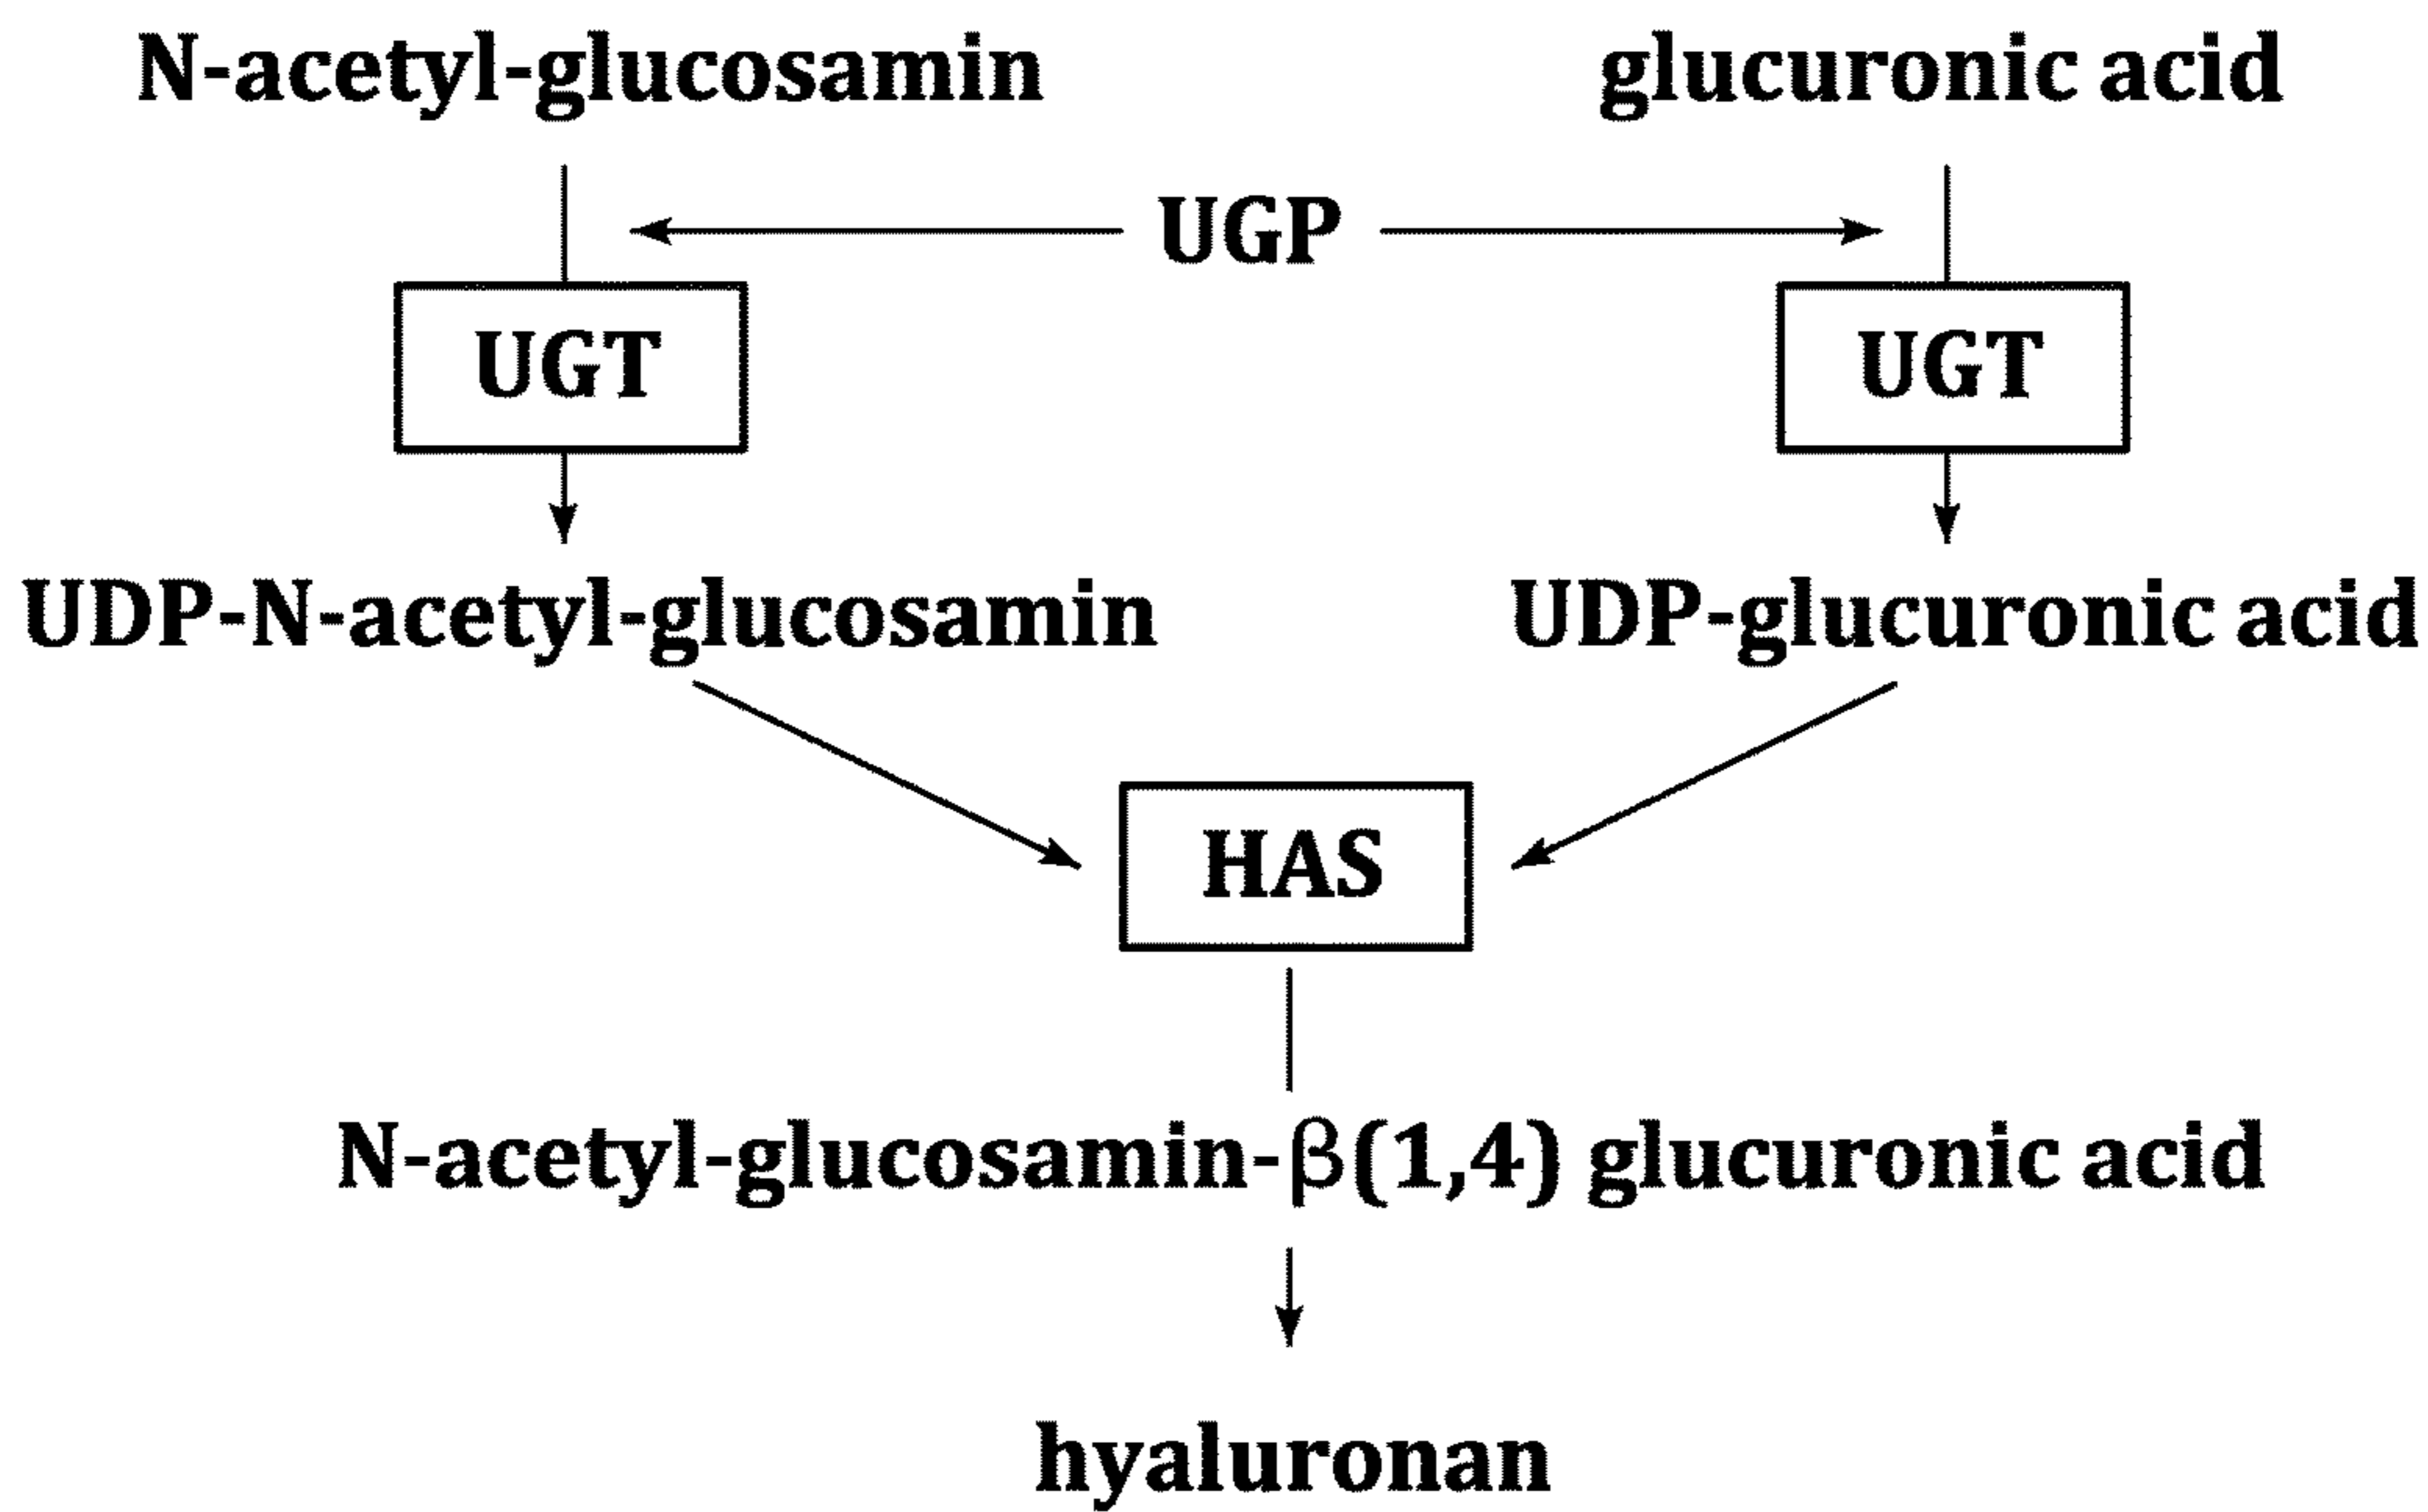 N-acetyl-glucosamin
glucuronic acid
UGP
UGT
UGT
UDP-N-acetyl-glucosamin
UDP-glucuronic acid
HAS
N-acetyl-glucosamin-β(1,4) glucuronic acid
hyaluronan